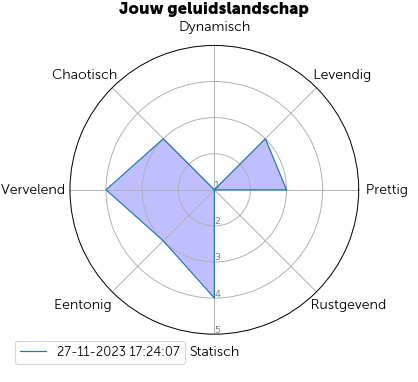 Jouw geluidslandschap
Dynamisch
Chaotisch
Levendig
Vervelend
1
Prettig
2
3
4
Eentonig
Rustgevend
5
27-11-2023 17:24:07
Statisch